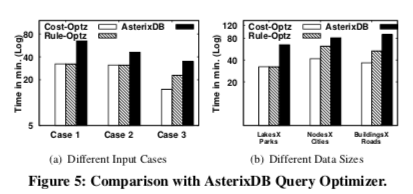 Cost-Optz AsterixDB
Rule-Optz
Time in min. (Log)
80
40
20
5
Case 1 Case 2 Case 3
(a) Different Input Cases
Cost-Optz AsterixDB
Rule-Optz
Time in min. (Log)
120
80
40
20
LakesX NodesX BuildingsX
Parks Cities Roads
(b) Different Data Sizes
Figure 5: Comparison with AsterixDB Query Optimizer.